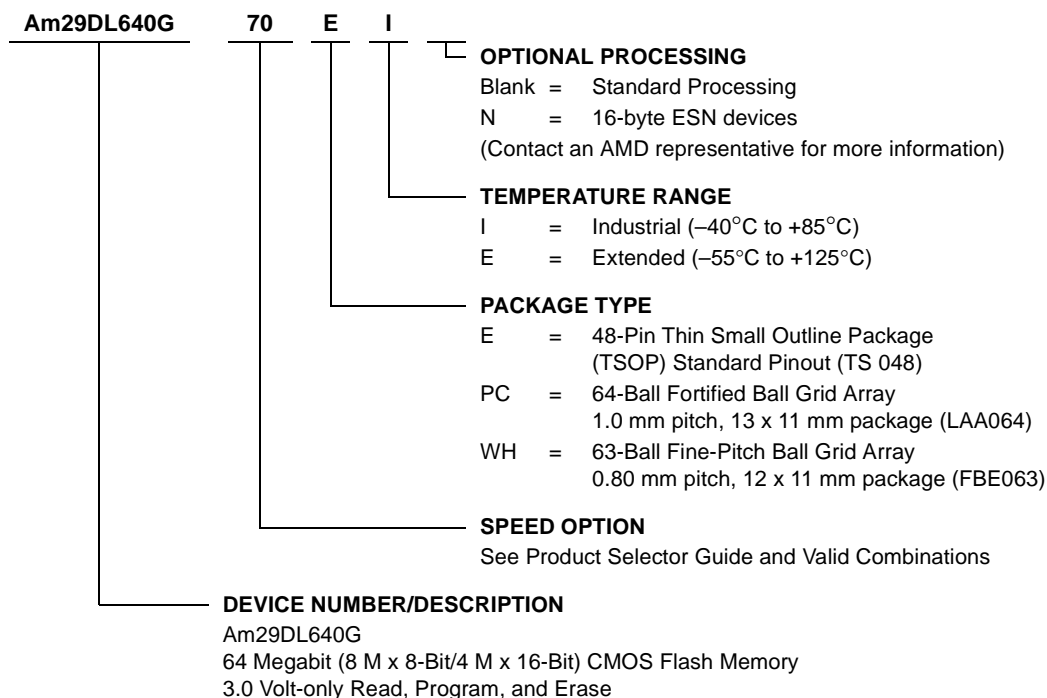 Am29DL640G 70 E I
OPTIONAL PROCESSING
Blank = Standard Processing
N = 16-byte ESN devices
(Contact an AMD representative for more information)
TEMPERATURE RANGE
I = Industrial (–40°C to +85°C)
E = Extended (–55°C to +125°C)
PACKAGE TYPE
E = 48-Pin Thin Small Outline Package
(TSOP) Standard Pinout (TS 048)
PC = 64-Ball Fortified Ball Grid Array
1.0 mm pitch, 13 x 11 mm package (LAA064)
WH = 63-Ball Fine-Pitch Ball Grid Array
0.80 mm pitch, 12 x 11 mm package (FBE063)
SPEED OPTION
See Product Selector Guide and Valid Combinations
DEVICE NUMBER/DESCRIPTION
Am29DL640G
64 Megabit (8 M x 8-Bit/4 M x 16-Bit) CMOS Flash Memory
3.0 Volt-only Read, Program, and Erase